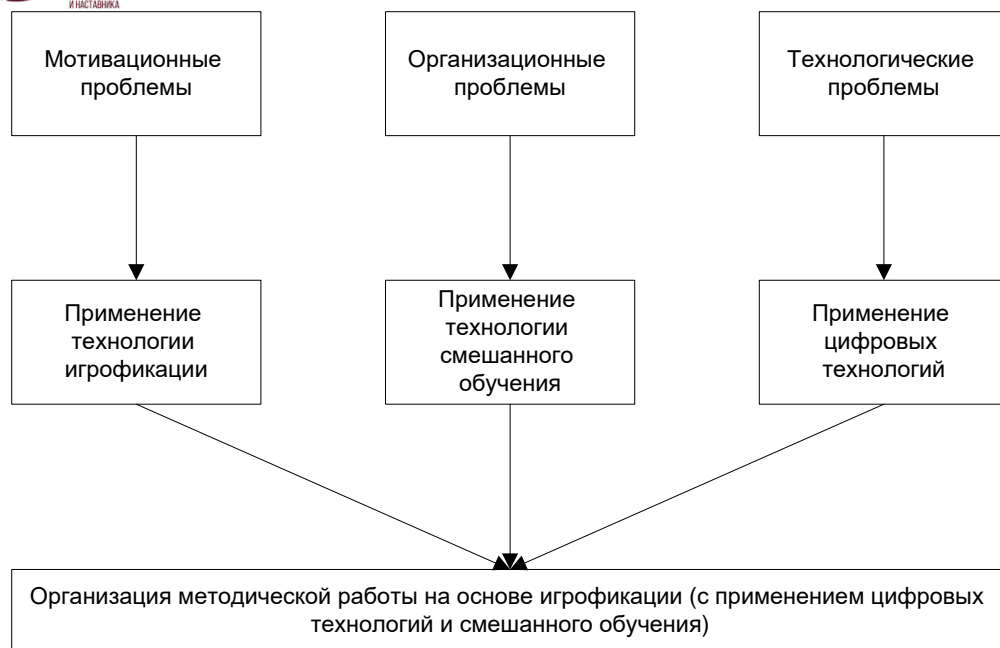 И НАСТАВНИКА
Мотивационные
проблемы
Организационные
проблемы
Технологические
проблемы
Применение
технологии
игрофикации
Применение
технологии
смешанного
обучения
Применение
цифровых
технологий
Организация методической работы на основе игрофикации (с применением цифровых
технологий и смешанного обучения)